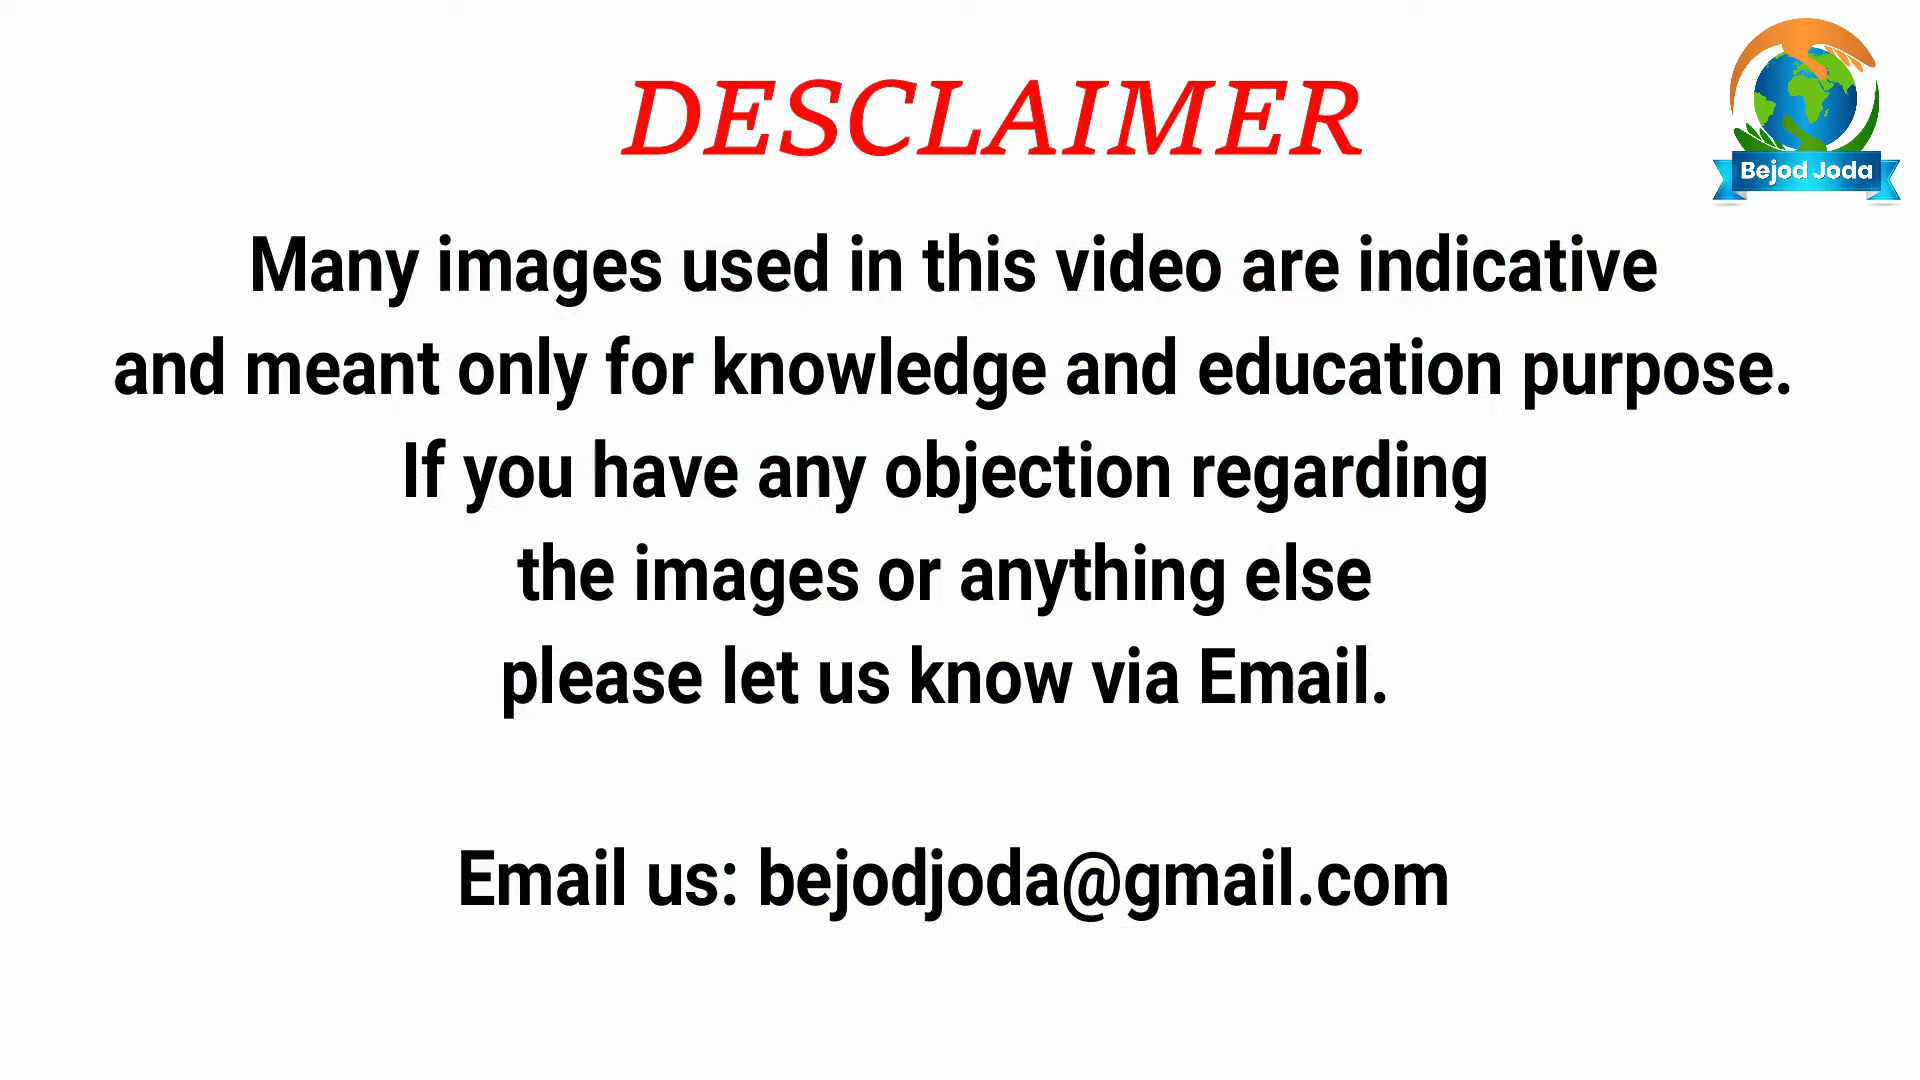 DESCLAIMER
Bejod Joda
Many images used in this video are indicative
and meant only for knowledge and education purpose.
If you have any objection regarding
the images or anything else
please let us know via Email.
Email us: bejodjoda@gmail.com